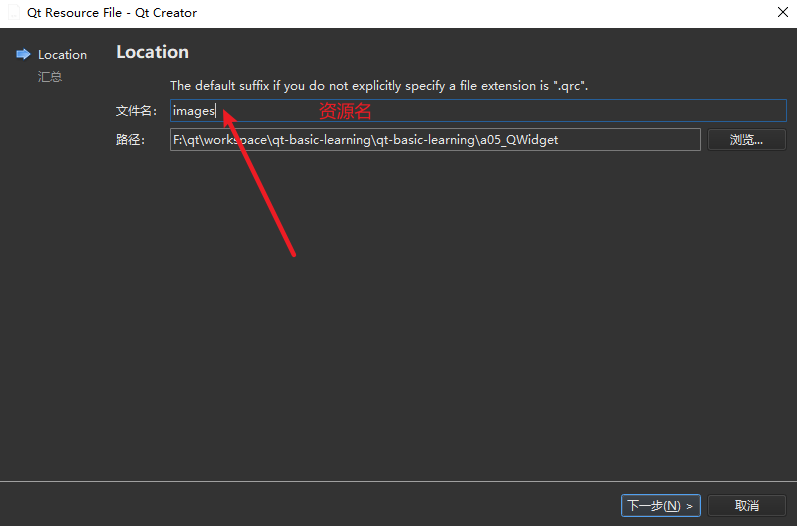 Qt Resource File - Qt Creator
Location
汇总
Location
The default suffix if you do not explicitly specify a file extension is ".qrc".
文件名： images 资源名
路径： F:\qt\workspace\qt-basic-learning\qt-basic-learning\a05_QWidget 浏览...
下一步(N) > 取消